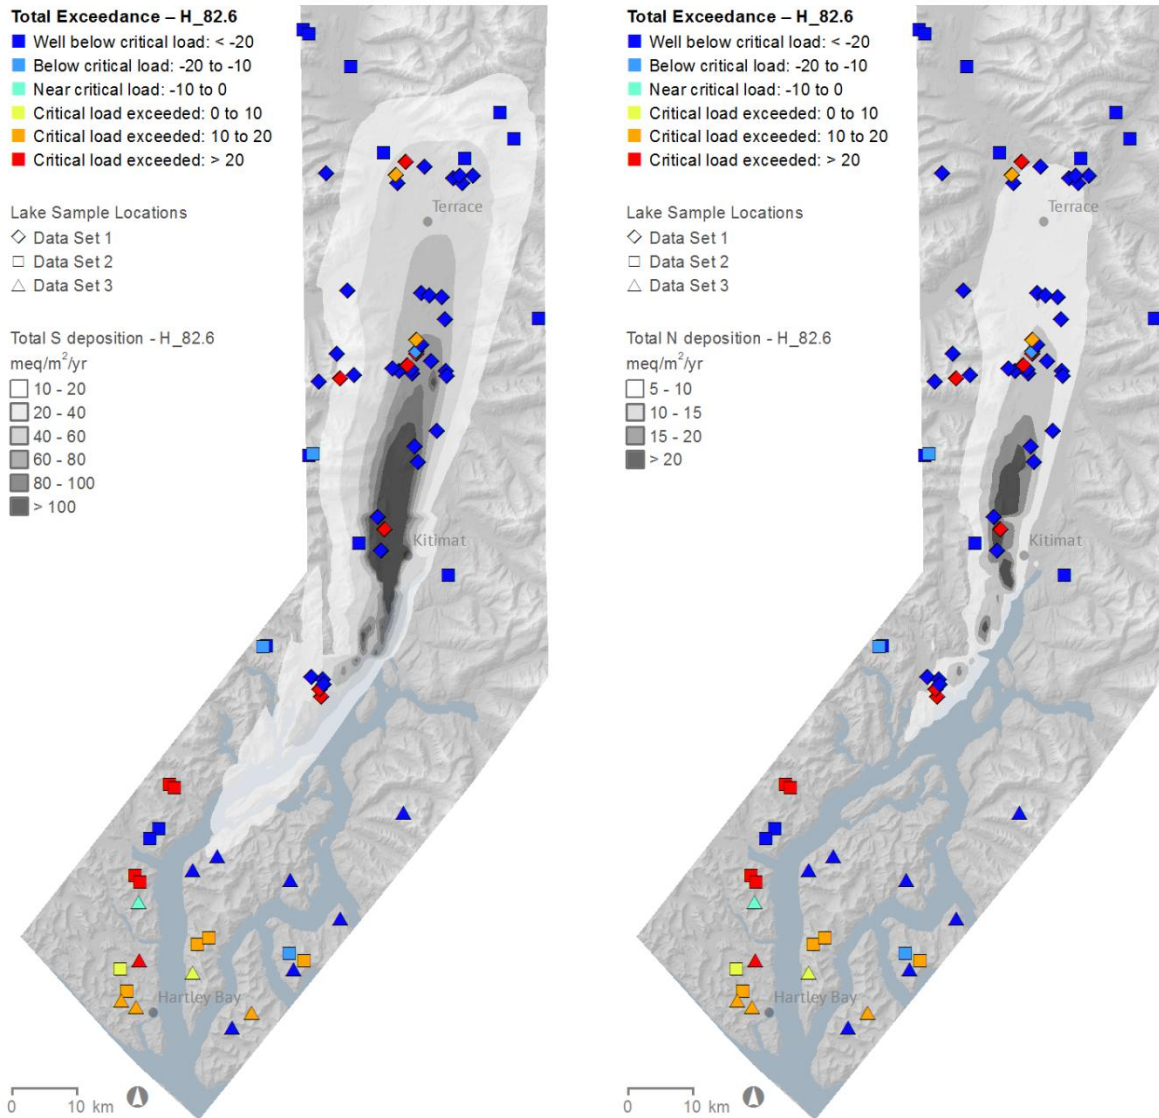 Total Exceedance – H_82.6
Well below critical load: < -20
Below critical load: -20 to -10
Near critical load: -10 to 0
Critical load exceeded: 0 to 10
Critical load exceeded: 10 to 20
Critical load exceeded: > 20
Lake Sample Locations
Data Set 1
Data Set 2
Data Set 3
Total S deposition - H_82.6
meq/m²/yr
10 - 20
20 - 40
40 - 60
60 - 80
80 - 100
> 100
Terrace
Kitimat
Hartley Bay
0 10 km
Total Exceedance – H_82.6
Well below critical load: < -20
Below critical load: -20 to -10
Near critical load: -10 to 0
Critical load exceeded: 0 to 10
Critical load exceeded: 10 to 20
Critical load exceeded: > 20
Lake Sample Locations
Data Set 1
Data Set 2
Data Set 3
Total N deposition - H_82.6
meq/m²/yr
5 - 10
10 - 15
15 - 20
> 20
Terrace
Kitimat
Hartley Bay
0 10 km